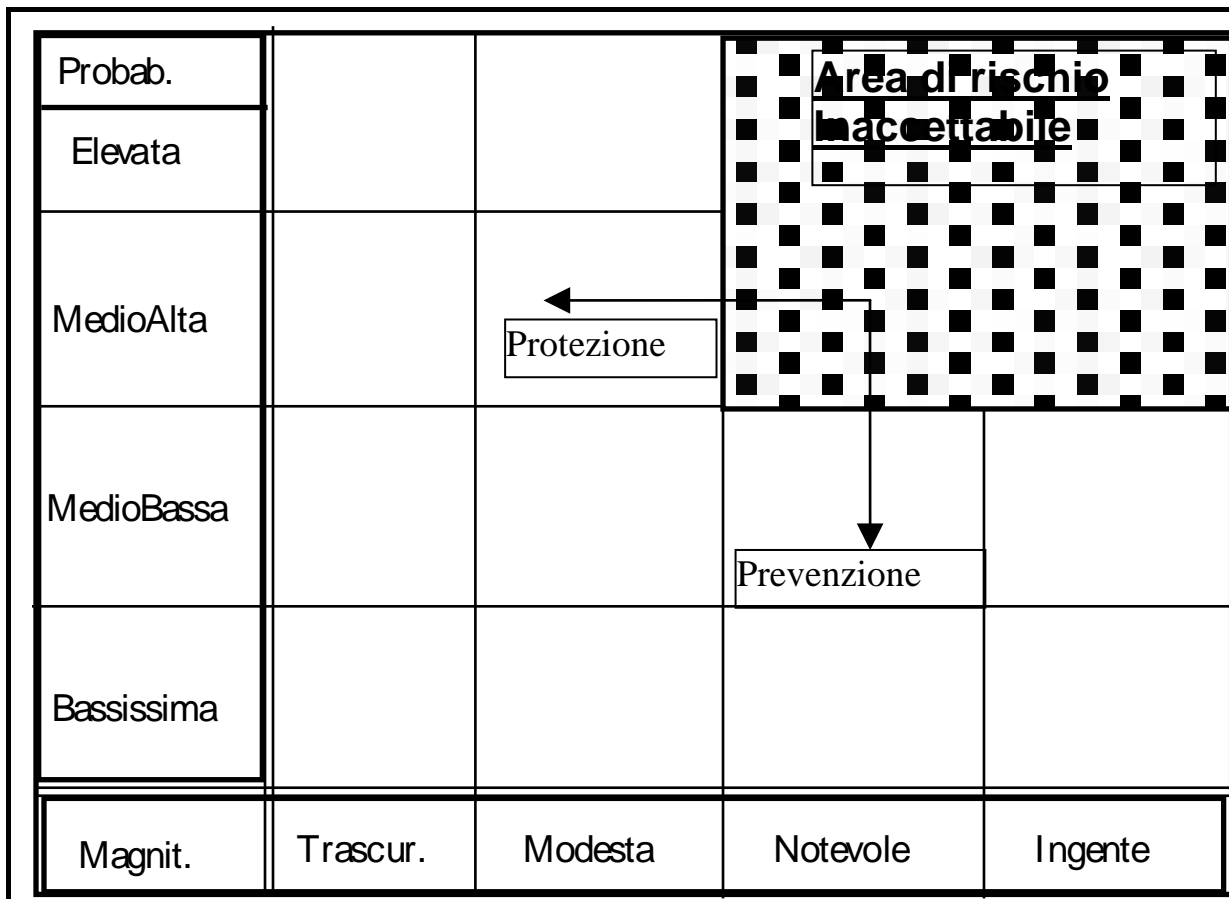 Probab.
Area di rischio
Inaccettabile
Elevata
MedioAlta
Protezione
MedioBassa
Prevenzione
Bassissima
Magnit.
Trascur.
Modesta
Notevole
Ingente